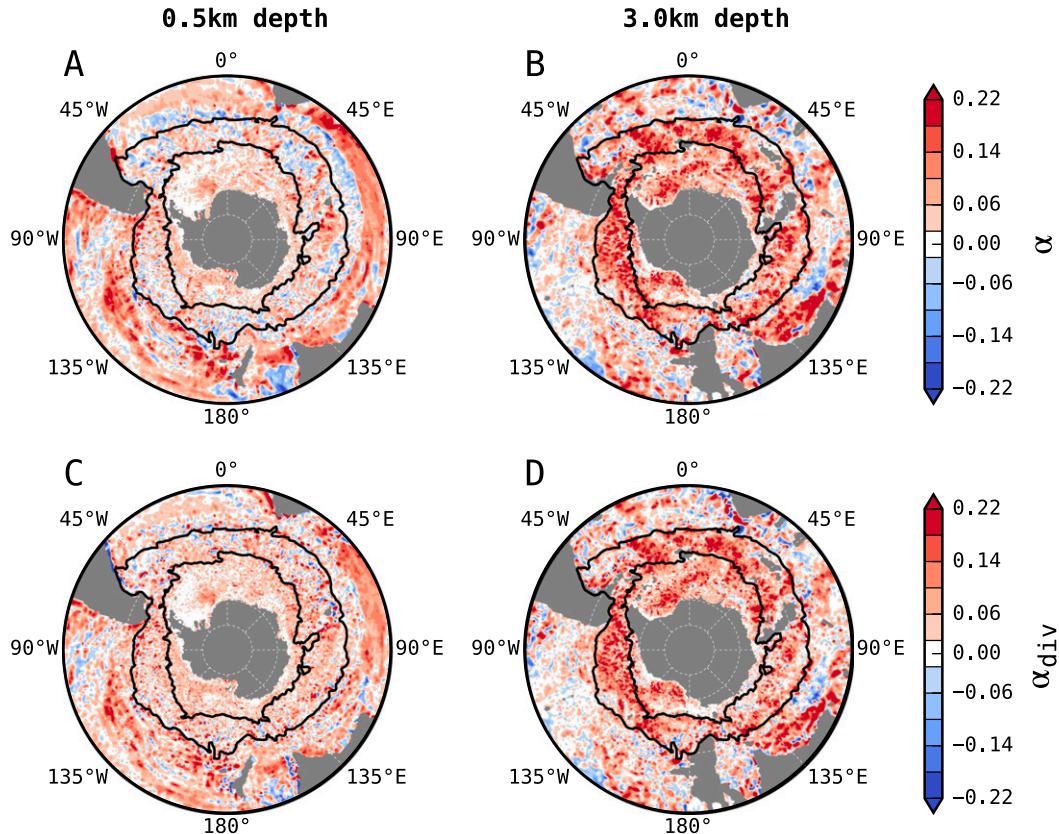 0.5km depth 3.0km depth
A 0° B 0°
45°W 45°E 45°W 45°E
90°W 90°E 90°W 90°E
135°W 135°E 135°W 135°E
180° 180°
0.22
0.14
0.06
0.00
−0.06
−0.14
−0.22
α
C 0° D 0°
45°W 45°E 45°W 45°E
90°W 90°E 90°W 90°E
135°W 135°E 135°W 135°E
180° 180°
0.22
0.14
0.06
0.00
−0.06
−0.14
−0.22
αdiv